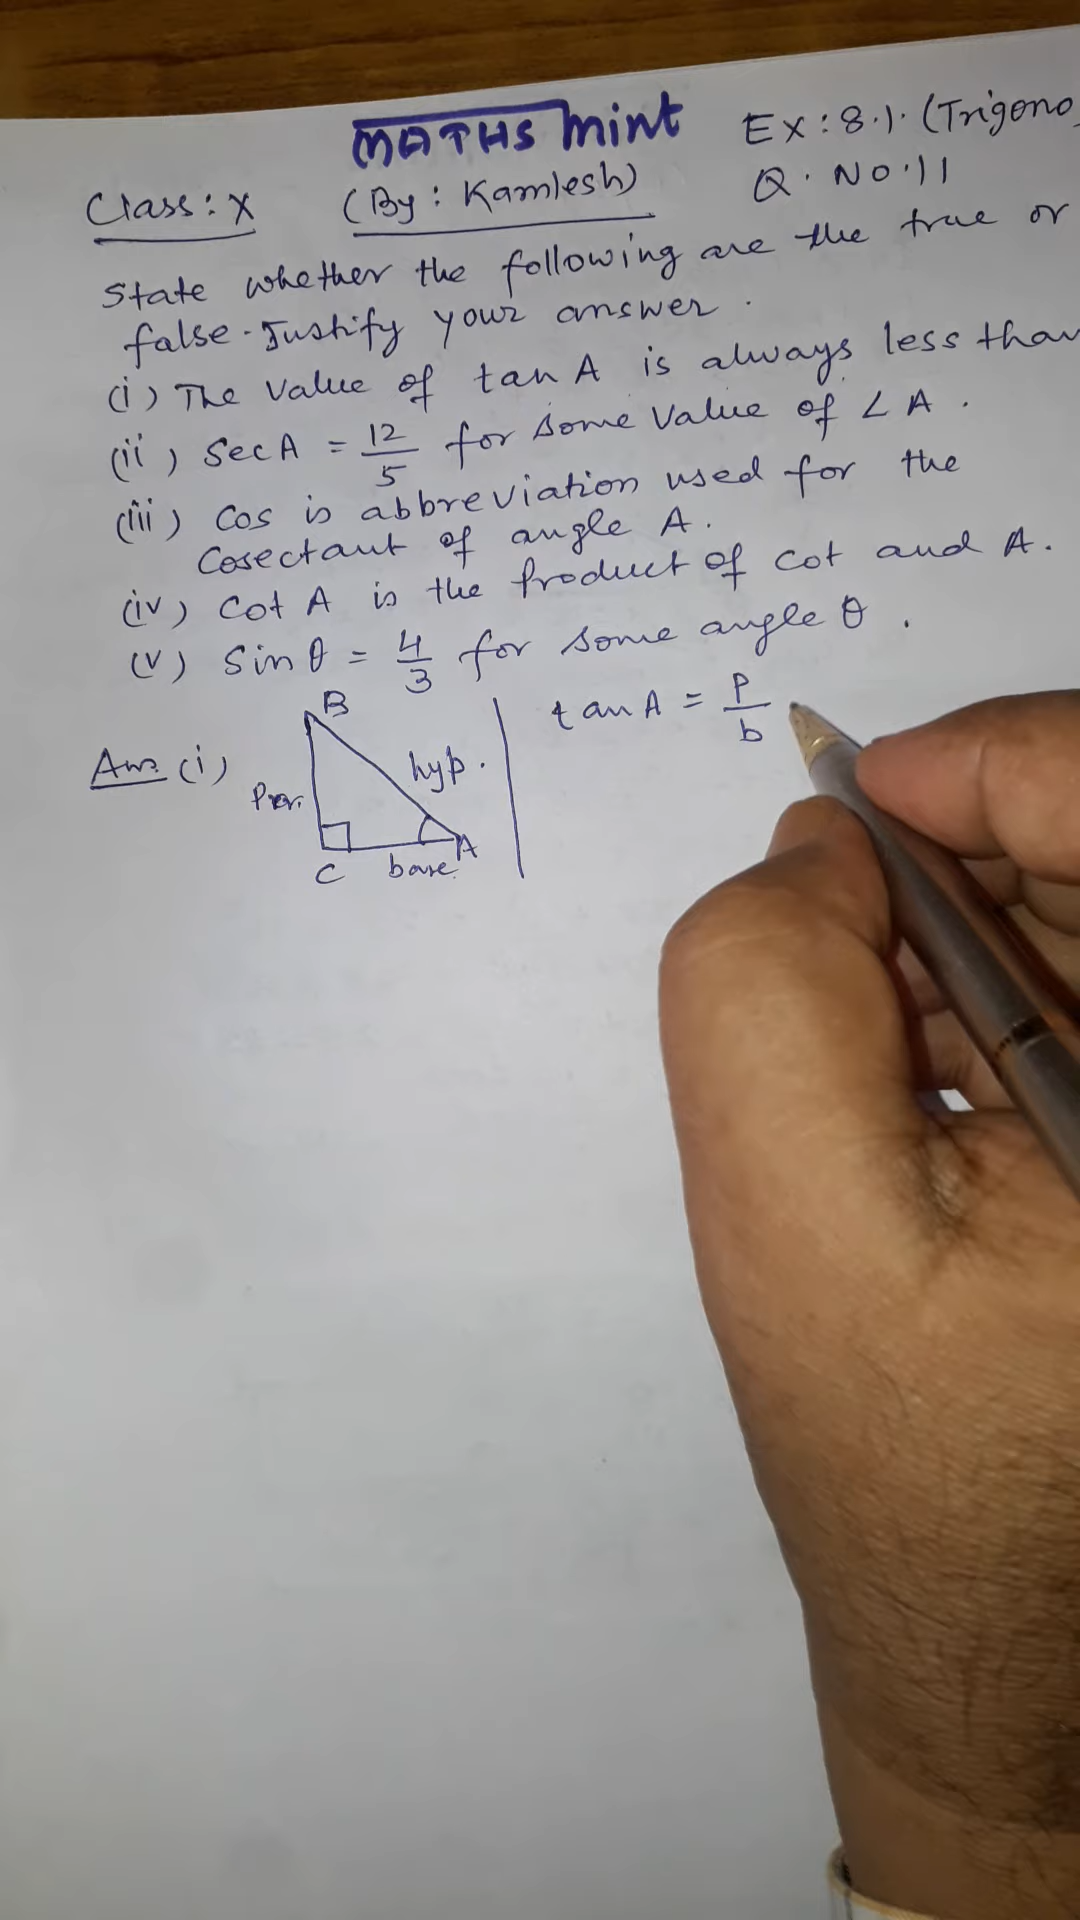 MATHS mint
Ex: 8.1. (Trigono
Class: X
(By: Kamlesh)
Q. No. 11
State whether the following are the true or
false. Justify your answer.
(i) The value of tan A is always less than
(ii) Sec A = 12/5 for some value of ∠A.
(iii) Cos is abbreviation used for the
Cosectant of angle A.
(iv) Cot A is the product of cot and A.
(v) Sin θ = 4/3 for some angle θ.
Ans. (i)
B
Per.
hyp.
C
base
A
tan A = P/b